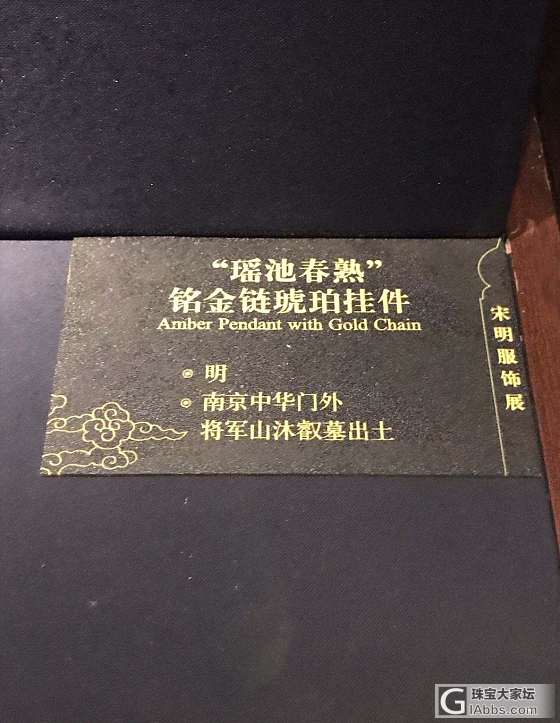 “瑶池春熟”
铭金链琥珀挂件
Amber Pendant with Gold Chain
明
南京中华门外
将军山沐叡墓出土
宋明服饰展
G 珠宝大家坛
GIAbbs.com